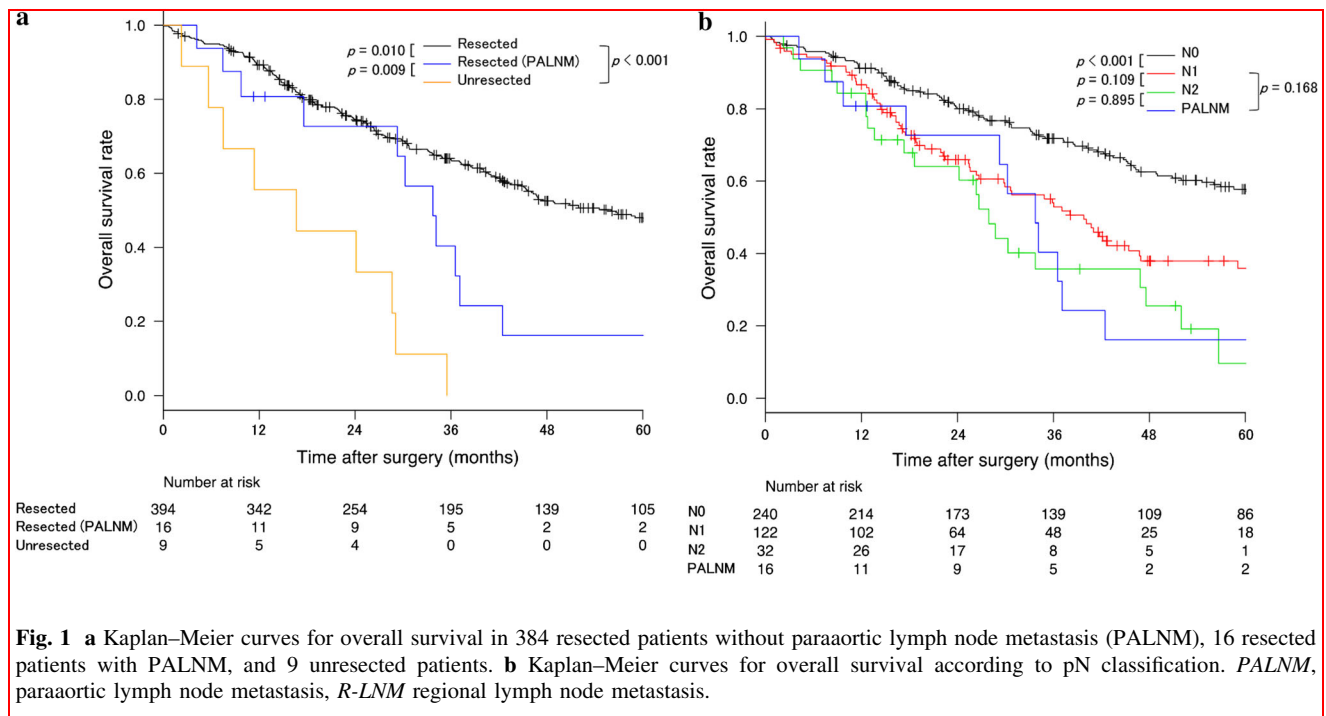 a
p = 0.010
p = 0.009
Resected
Resected (PALNM)
Unresected
p < 0.001
Overall survival rate
1.0
0.8
0.6
0.4
0.2
0.0
0 12 24 36 48 60
Time after surgery (months)
Number at risk
Resected 394 342 254 195 139 105
Resected (PALNM) 16 11 9 5 2 2
Unresected 9 5 4 0 0 0
b
p < 0.001
p = 0.109
p = 0.895
N0
N1
N2
PALNM
p = 0.168
Overall survival rate
1.0
0.8
0.6
0.4
0.2
0.0
0 12 24 36 48 60
Time after surgery (months)
Number at risk
N0 240 214 173 139 109 86
N1 122 102 64 48 25 18
N2 32 26 17 8 5 1
PALNM 16 11 9 5 2 2
Fig. 1 a Kaplan–Meier curves for overall survival in 384 resected patients without paraaortic lymph node metastasis (PALNM), 16 resected
patients with PALNM, and 9 unresected patients. b Kaplan–Meier curves for overall survival according to pN classification. PALNM,
paraaortic lymph node metastasis, R-LNM regional lymph node metastasis.